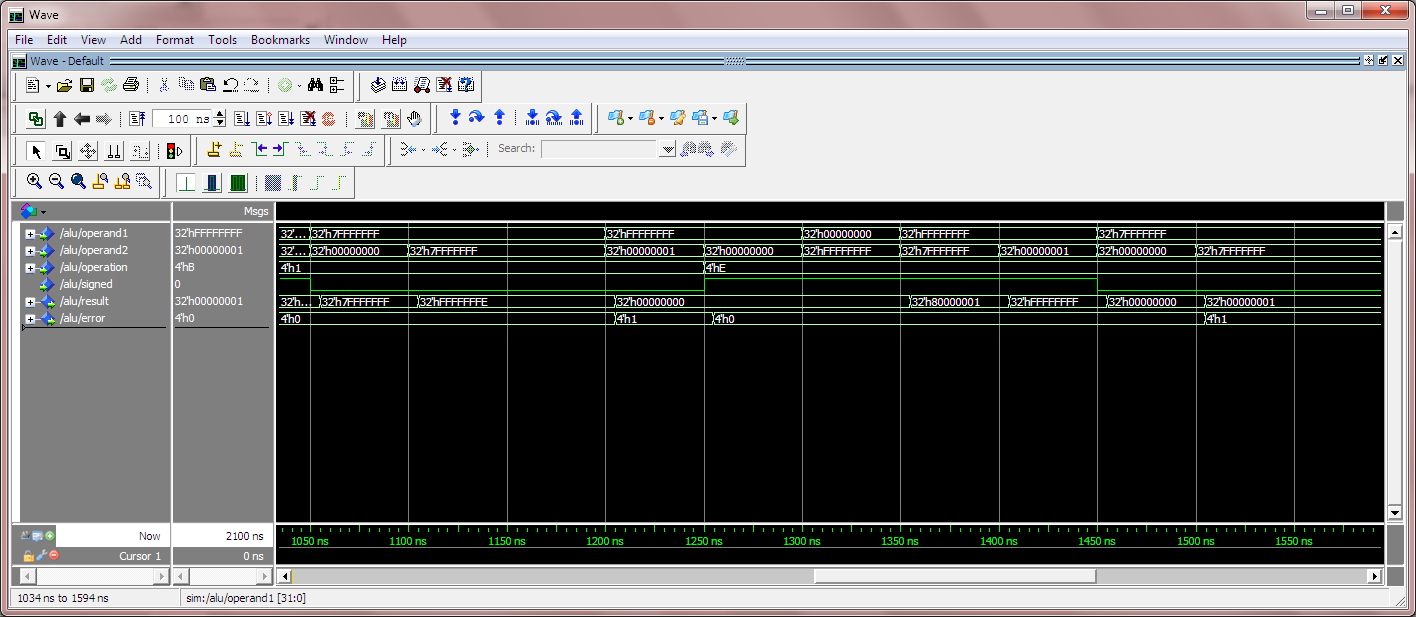 Wave
File Edit View Add Format Tools Bookmarks Window Help
Wave - Default
100 ns
Search:
Msgs
/alu/operand1 32'hFFFFFFFF 32'... 32'h7FFFFFFF 32'hFFFFFFFF 32'h00000000 32'hFFFFFFFF 32'h7FFFFFFF
/alu/operand2 32'h00000001 32'... 32'h00000000 32'h7FFFFFFF 32'h00000001 32'h00000000 32'hFFFFFFFF 32'h7FFFFFFF 32'h00000001 32'h00000000 32'h7FFFFFFF
/alu/operation 4'hB 4'h1 4'hE
/alu/signed 0
/alu/result 32'h00000001 32'h... 32'h7FFFFFFF 32'hFFFFFFFE 32'h00000000 32'h80000001 32'hFFFFFFFF 32'h00000000 32'h00000001
/alu/error 4'h0 4'h0 4'h1 4'h0 4'h1
Now 2100 ns
1050 ns 1100 ns 1150 ns 1200 ns 1250 ns 1300 ns 1350 ns 1400 ns 1450 ns 1500 ns 1550 ns
Cursor 1 0 ns
1034 ns to 1594 ns sim:/alu/operand1 [31:0]